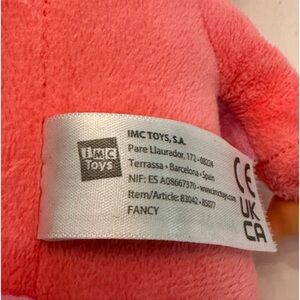 imc
Toys
IMC TOYS, S.A.
Pare Llaurador, 172 • 08224
Terrassa • Barcelona • Spain
NIF: ES A08667370 • www.imctoys.com
Item/Article: 83042 • 85077
FANCY
CE
UK
CA